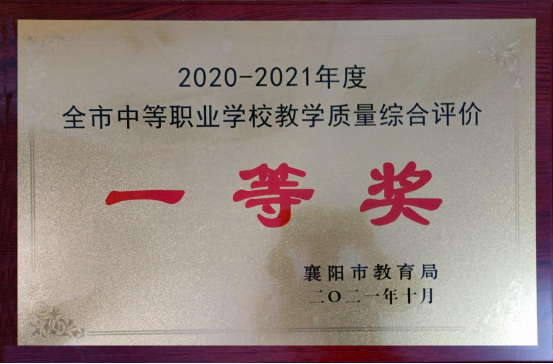 2020-2021年度
全市中等职业学校教学质量综合评价
一等奖
襄阳市教育局
二〇二一年十月